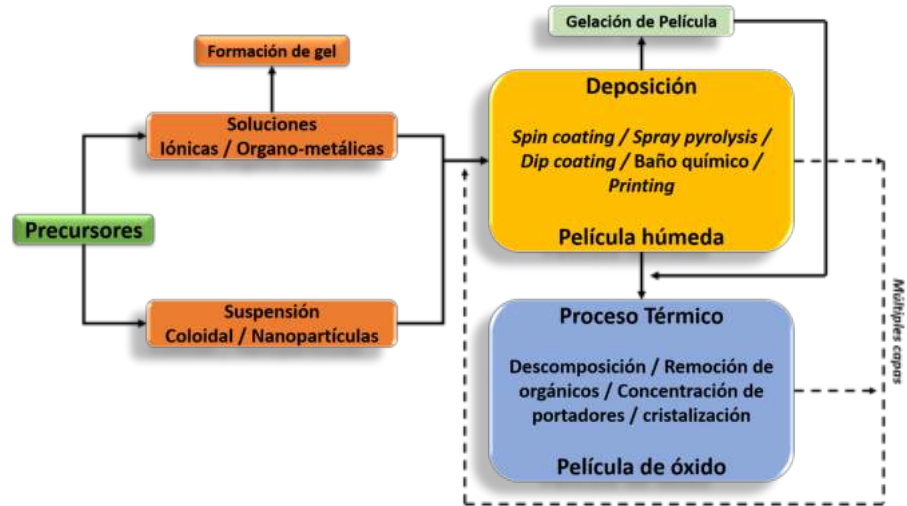 Gelación de Película
Formación de gel
Deposición
Soluciones
Iónicas / Organo-metálicas
Spin coating / Spray pyrolysis /
Dip coating / Baño químico /
Printing
Precursores
Película húmeda
Suspensión
Coloidal / Nanopartículas
Proceso Térmico
Descomposición / Remoción de
orgánicos / Concentración de
portadores / cristalización
Película de óxido
Múltiples capas